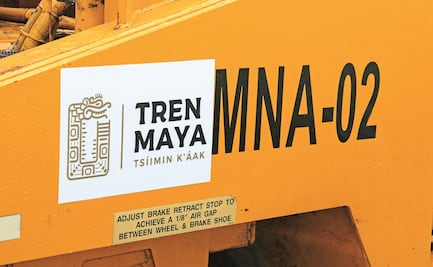 TREN
MAYA
TSÍIMIN K'ÁAK
MNA-02
ADJUST BRAKE RETRACT STOP TO
ACHIEVE A 1/8" AIR GAP
BETWEEN WHEEL & BRAKE SHOE